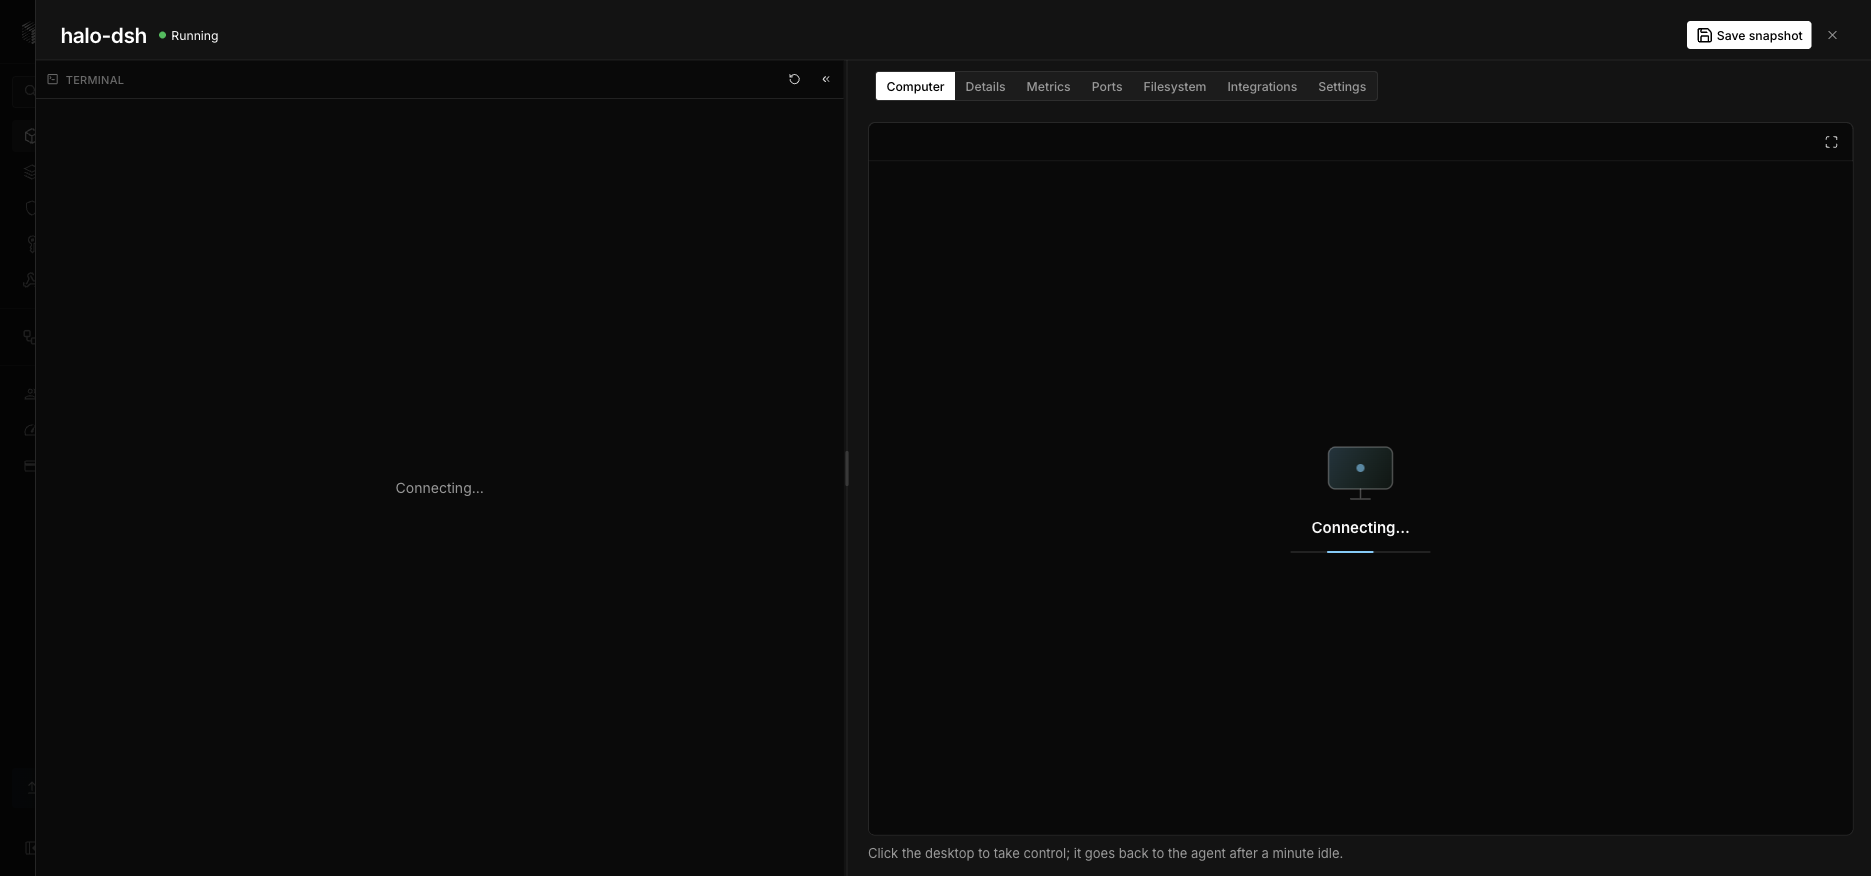 halo-dsh
Running
Save snapshot
TERMINAL
Computer
Details
Metrics
Ports
Filesystem
Integrations
Settings
Connecting...
Connecting...
Click the desktop to take control; it goes back to the agent after a minute idle.